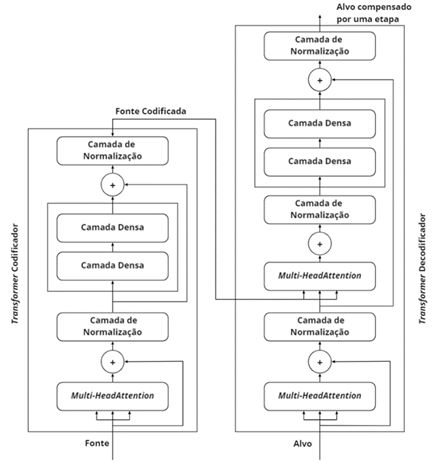 Alvo compensado
por uma etapa
Camada de
Normalização
+
Camada Densa
Camada Densa
Camada de
Normalização
+
Multi-HeadAttention
Camada de
Normalização
+
Multi-HeadAttention
Alvo
Transformer Decodificador
Fonte Codificada
Camada de
Normalização
+
Camada Densa
Camada Densa
Camada de
Normalização
+
Multi-HeadAttention
Fonte
Transformer Codificador